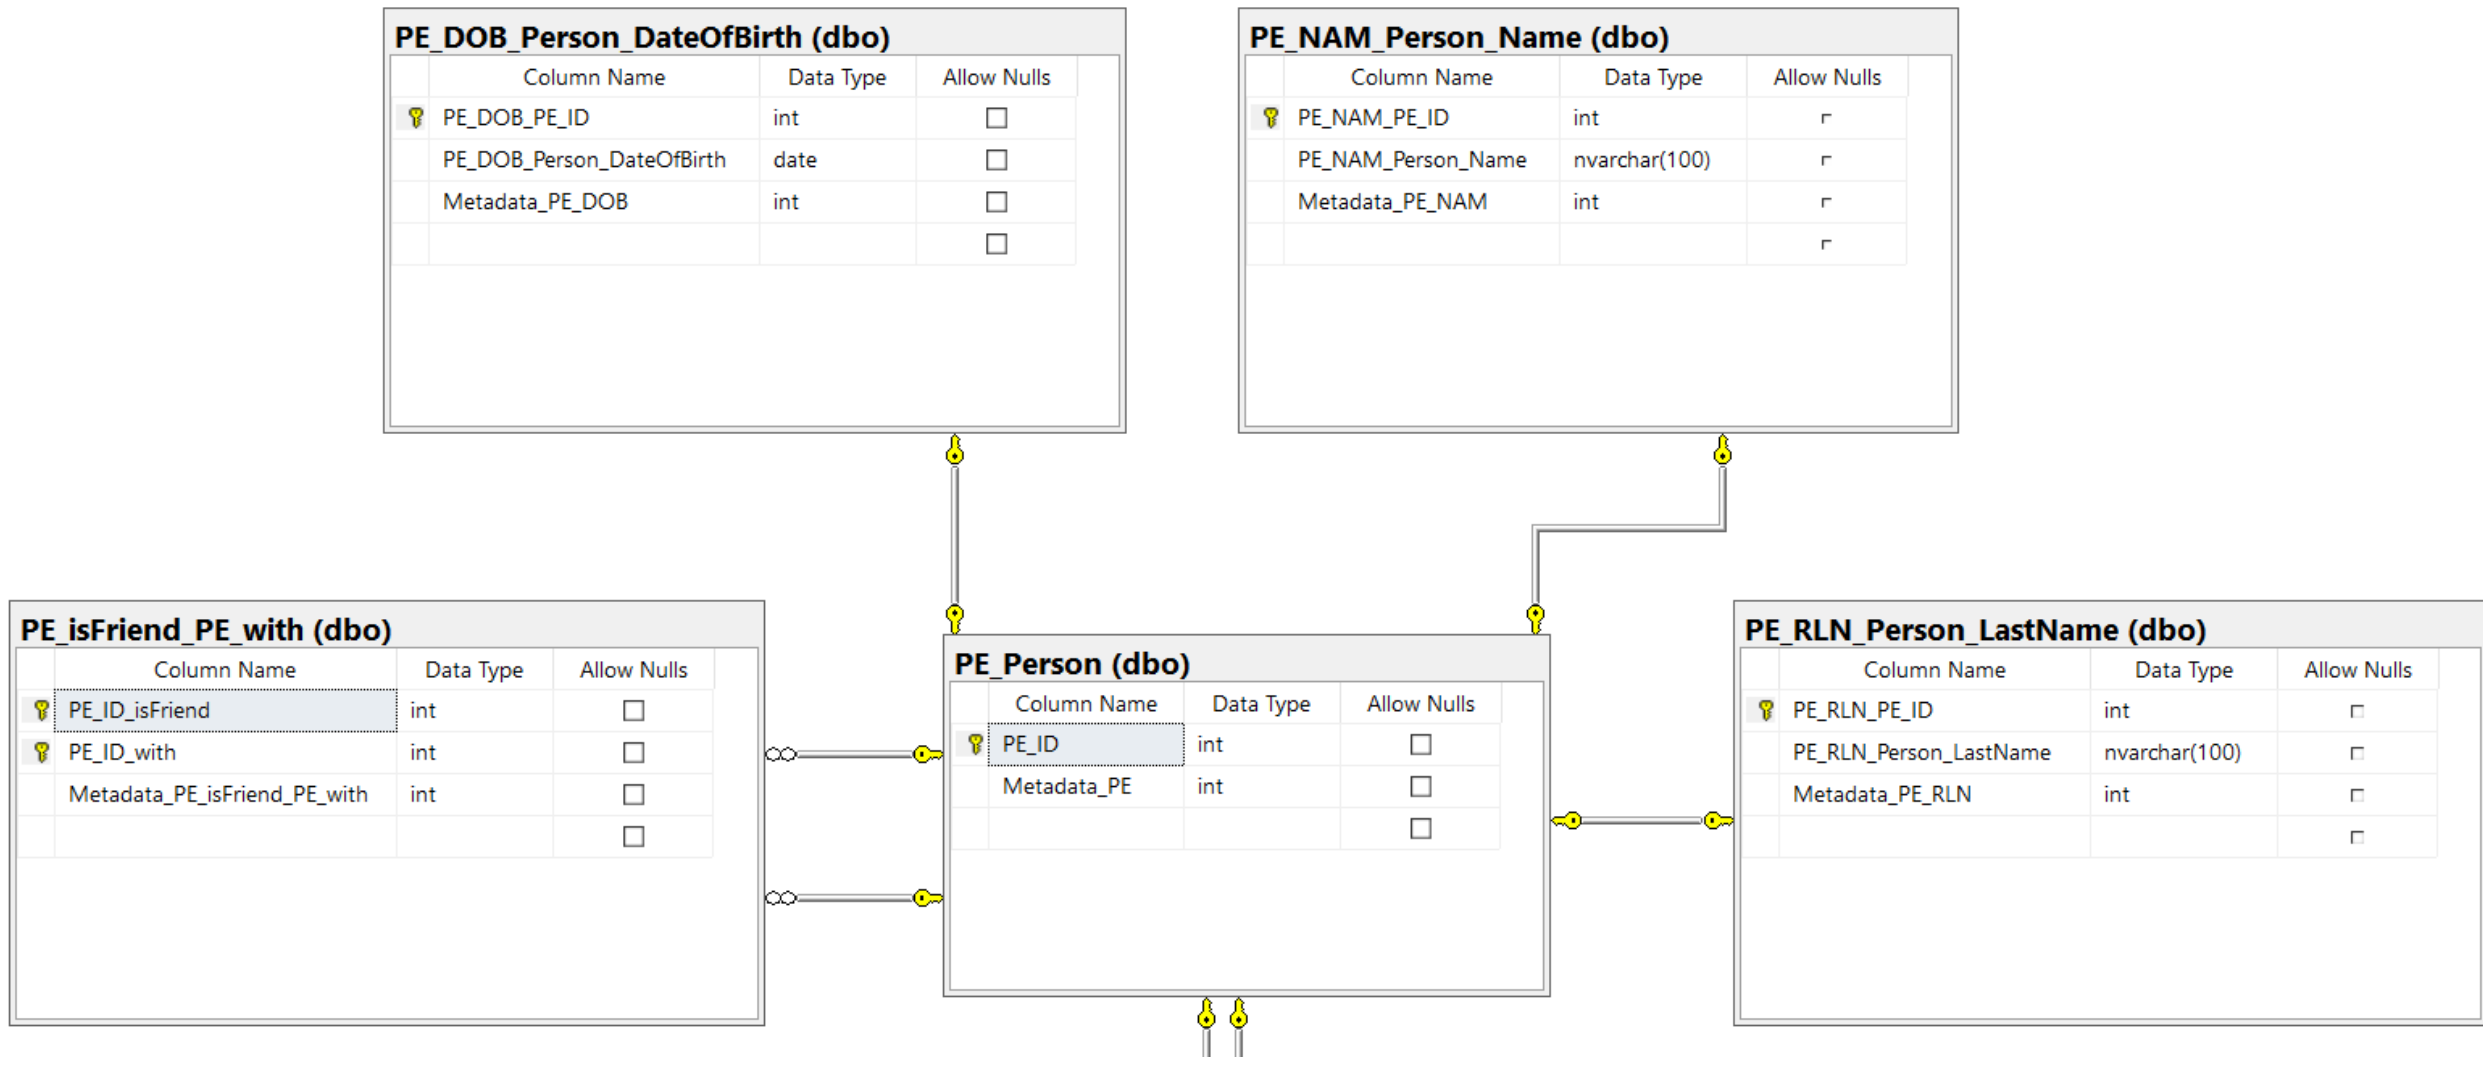 PE_DOB_Person_DateOfBirth (dbo)
Column Name Data Type Allow Nulls
PE_DOB_PE_ID int
PE_DOB_Person_DateOfBirth date
Metadata_PE_DOB int
PE_NAM_Person_Name (dbo)
Column Name Data Type Allow Nulls
PE_NAM_PE_ID int
PE_NAM_Person_Name nvarchar(100)
Metadata_PE_NAM int
PE_isFriend_PE_with (dbo)
Column Name Data Type Allow Nulls
PE_ID_isFriend int
PE_ID_with int
Metadata_PE_isFriend_PE_with int
PE_Person (dbo)
Column Name Data Type Allow Nulls
PE_ID int
Metadata_PE int
PE_RLN_Person_LastName (dbo)
Column Name Data Type Allow Nulls
PE_RLN_PE_ID int
PE_RLN_Person_LastName nvarchar(100)
Metadata_PE_RLN int